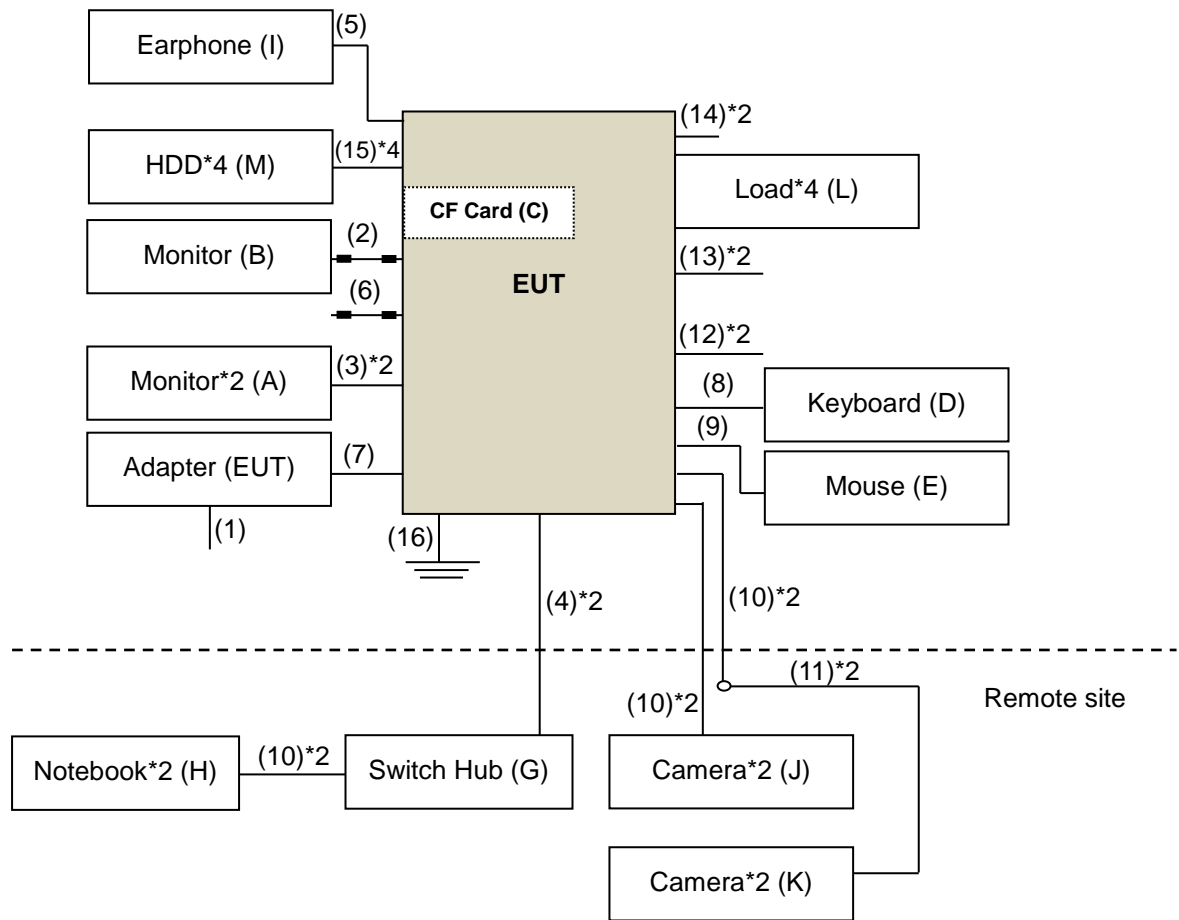 (5)
Earphone (I)
(14)*2
HDD*4 (M)
(15)*4
Load*4 (L)
CF Card (C)
(2)
Monitor (B)
(13)*2
EUT
(6)
(12)*2
(3)*2
Monitor*2 (A)
(8)
Keyboard (D)
(9)
Adapter (EUT)
(7)
Mouse (E)
(1)
(16)
(4)*2
(10)*2
(11)*2
Remote site
(10)*2
Notebook*2 (H)
(10)*2
Switch Hub (G)
Camera*2 (J)
Camera*2 (K)